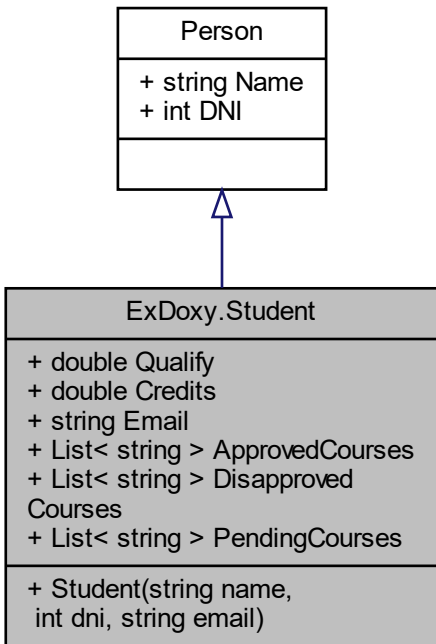 Person
+ string Name
+ int DNI
ExDoxy.Student
+ double Qualify
+ double Credits
+ string Email
+ List< string > ApprovedCourses
+ List< string > Disapproved
Courses
+ List< string > PendingCourses
+ Student(string name,
int dni, string email)